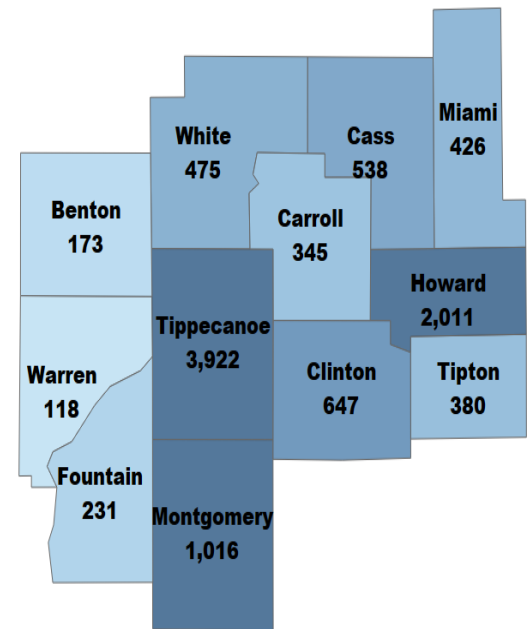 Miami
426
White
475
Cass
538
Benton
173
Carroll
345
Howard
2,011
Tippecanoe
3,922
Warren
118
Clinton
647
Tipton
380
Fountain
231
Montgomery
1,016